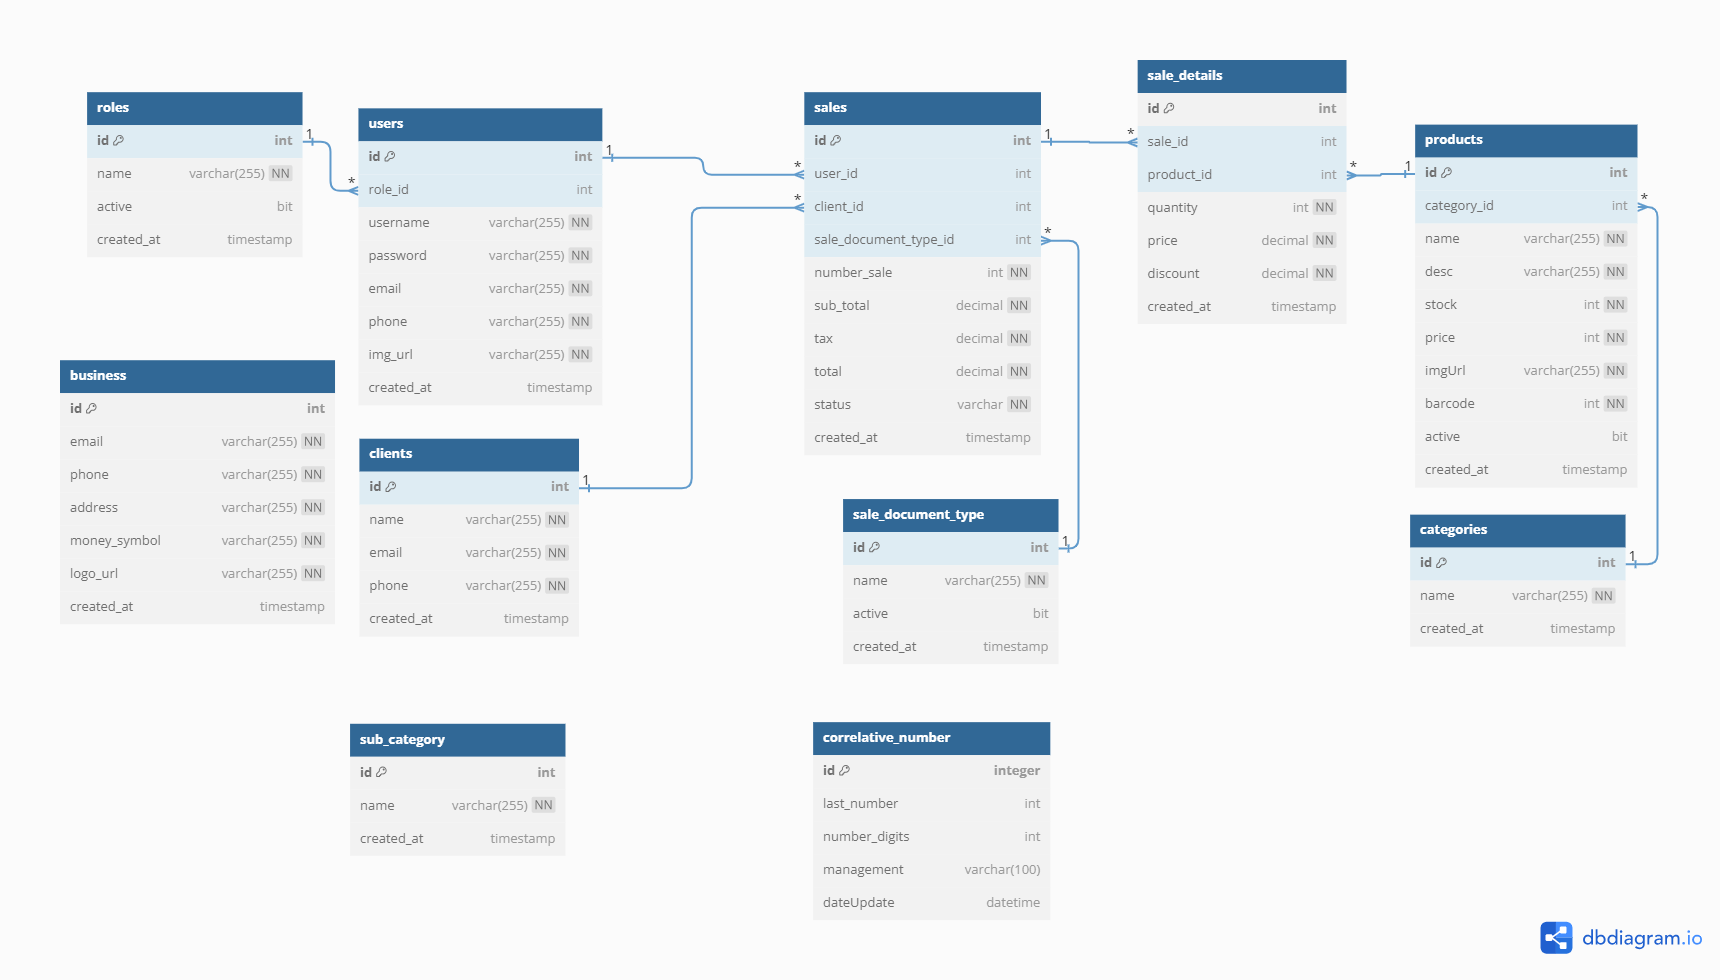 roles
id int
name varchar(255) NN
active bit
created_at timestamp
1
*
users
id int
role_id int
username varchar(255) NN
password varchar(255) NN
email varchar(255) NN
phone varchar(255) NN
img_url varchar(255) NN
created_at timestamp
1
*
sales
id int
user_id int
client_id int
sale_document_type_id int
number_sale int NN
sub_total decimal NN
tax decimal NN
total decimal NN
status varchar NN
created_at timestamp
1
*
*
*
sale_details
id int
sale_id int
product_id int
quantity int NN
price decimal NN
discount decimal NN
created_at timestamp
*
1
products
id int
category_id int
name varchar(255) NN
desc varchar(255) NN
stock int NN
price int NN
imgUrl varchar(255) NN
barcode int NN
active bit
created_at timestamp
*
business
id int
email varchar(255) NN
phone varchar(255) NN
address varchar(255) NN
money_symbol varchar(255) NN
logo_url varchar(255) NN
created_at timestamp
clients
id int
name varchar(255) NN
email varchar(255) NN
phone varchar(255) NN
created_at timestamp
1
sale_document_type
id int
name varchar(255) NN
active bit
created_at timestamp
1
categories
id int
name varchar(255) NN
created_at timestamp
1
sub_category
id int
name varchar(255) NN
created_at timestamp
correlative_number
id integer
last_number int
number_digits int
management varchar(100)
dateUpdate datetime
dbdiagram.io